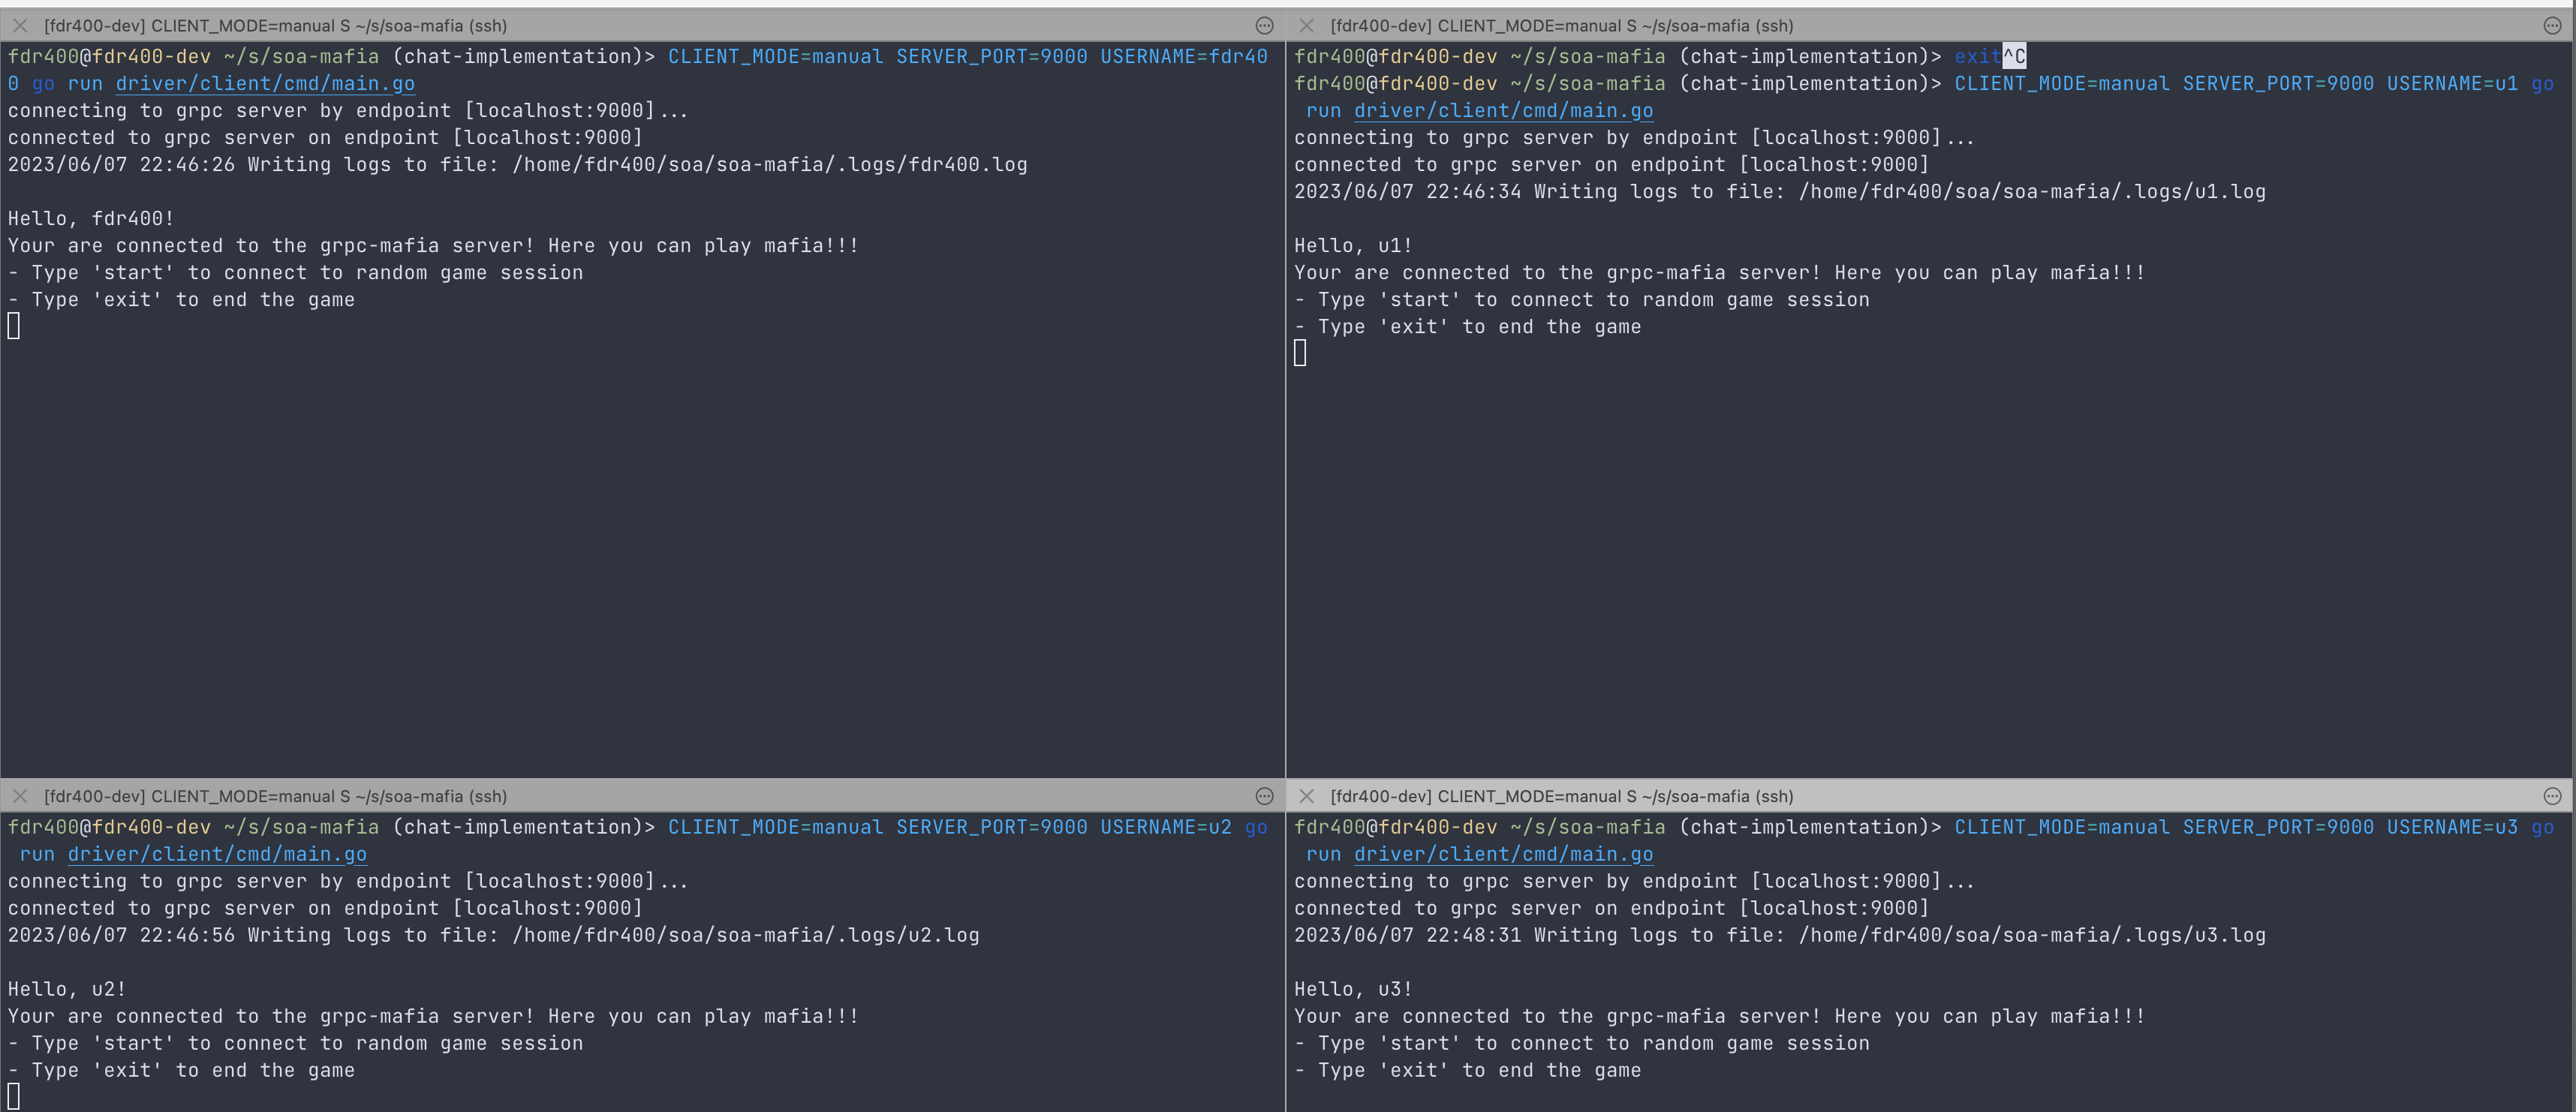 [fdr400-dev] CLIENT_MODE=manual S ~/s/soa-mafia (ssh)
fdr400@fdr400-dev ~/s/soa-mafia (chat-implementation)> CLIENT_MODE=manual SERVER_PORT=9000 USERNAME=fdr40
0 go run driver/client/cmd/main.go
connecting to grpc server by endpoint [localhost:9000]...
connected to grpc server on endpoint [localhost:9000]
2023/06/07 22:46:26 Writing logs to file: /home/fdr400/soa/soa-mafia/.logs/fdr400.log
Hello, fdr400!
Your are connected to the grpc-mafia server! Here you can play mafia!!!
- Type 'start' to connect to random game session
- Type 'exit' to end the game
[fdr400-dev] CLIENT_MODE=manual S ~/s/soa-mafia (ssh)
fdr400@fdr400-dev ~/s/soa-mafia (chat-implementation)> exit^C
fdr400@fdr400-dev ~/s/soa-mafia (chat-implementation)> CLIENT_MODE=manual SERVER_PORT=9000 USERNAME=u1 go
run driver/client/cmd/main.go
connecting to grpc server by endpoint [localhost:9000]...
connected to grpc server on endpoint [localhost:9000]
2023/06/07 22:46:34 Writing logs to file: /home/fdr400/soa/soa-mafia/.logs/u1.log
Hello, u1!
Your are connected to the grpc-mafia server! Here you can play mafia!!!
- Type 'start' to connect to random game session
- Type 'exit' to end the game
[fdr400-dev] CLIENT_MODE=manual S ~/s/soa-mafia (ssh)
fdr400@fdr400-dev ~/s/soa-mafia (chat-implementation)> CLIENT_MODE=manual SERVER_PORT=9000 USERNAME=u2 go
run driver/client/cmd/main.go
connecting to grpc server by endpoint [localhost:9000]...
connected to grpc server on endpoint [localhost:9000]
2023/06/07 22:46:56 Writing logs to file: /home/fdr400/soa/soa-mafia/.logs/u2.log
Hello, u2!
Your are connected to the grpc-mafia server! Here you can play mafia!!!
- Type 'start' to connect to random game session
- Type 'exit' to end the game
[fdr400-dev] CLIENT_MODE=manual S ~/s/soa-mafia (ssh)
fdr400@fdr400-dev ~/s/soa-mafia (chat-implementation)> CLIENT_MODE=manual SERVER_PORT=9000 USERNAME=u3 go
run driver/client/cmd/main.go
connecting to grpc server by endpoint [localhost:9000]...
connected to grpc server on endpoint [localhost:9000]
2023/06/07 22:48:31 Writing logs to file: /home/fdr400/soa/soa-mafia/.logs/u3.log
Hello, u3!
Your are connected to the grpc-mafia server! Here you can play mafia!!!
- Type 'start' to connect to random game session
- Type 'exit' to end the game